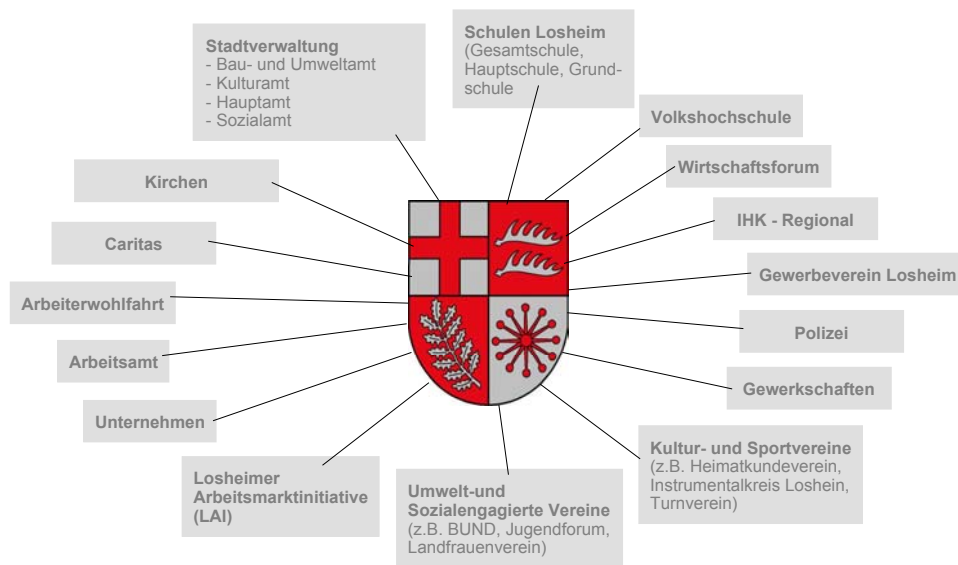 Stadtverwaltung
- Bau- und Umweltamt
- Kulturamt
- Hauptamt
- Sozialamt
Schulen Losheim
(Gesamtschule,
Hauptschule, Grund-
schule
Volkshochschule
Wirtschaftsforum
Kirchen
IHK - Regional
Caritas
Gewerbeverein Losheim
Arbeiterwohlfahrt
Polizei
Arbeitsamt
Gewerkschaften
Unternehmen
Kultur- und Sportvereine
(z.B. Heimatkundeverein,
Instrumentalkreis Loshein,
Turnverein)
Losheimer
Arbeitsmarktinitiative
(LAI)
Umwelt-und
Sozialengagierte Vereine
(z.B. BUND, Jugendforum,
Landfrauenverein)